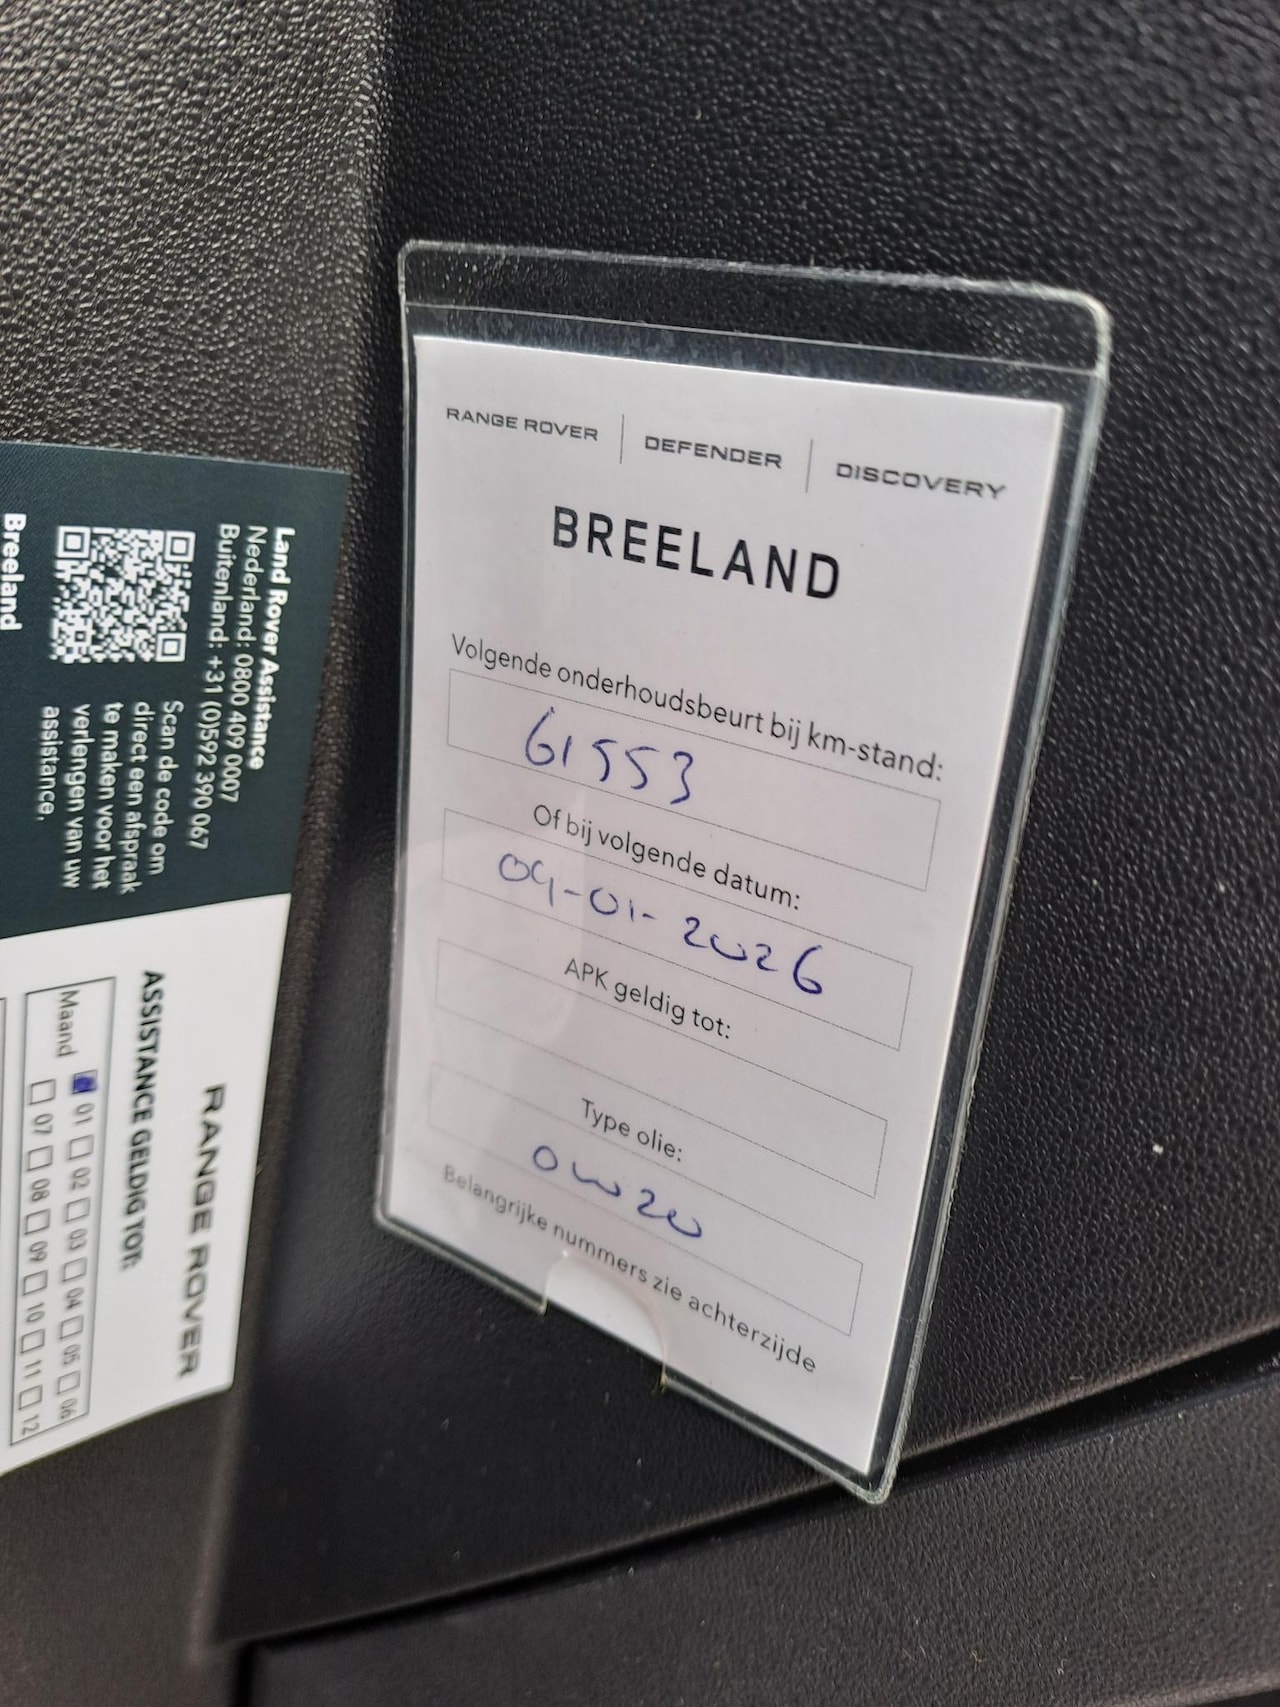 RANGE ROVER | DEFENDER | DISCOVERY
BREELAND
Volgende onderhoudsbeurt bij km-stand:
61553
Of bij volgende datum:
09-01-2026
APK geldig tot:
Type olie:
0w20
Belangrijke nummers zie achterzijde
Land Rover Assistance
Nederland: 0800 409 0007
Buitenland: +31 (0)592 390 067
Scan de code om
direct een afspraak
te maken voor het
verlengen van uw
assistance.
Breeland
RANGE ROVER
ASSISTANCE GELDIG TOT:
Maand 01 02 03 04 05 06
07 08 09 10 11 12